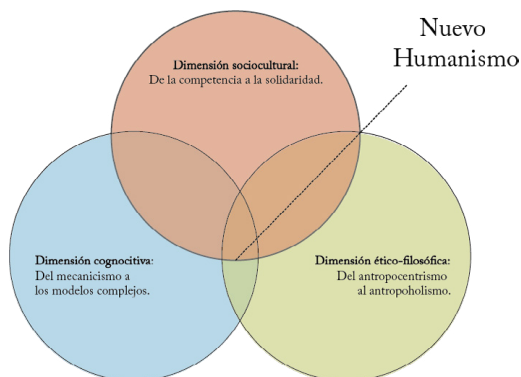 Nuevo
Humanismo
Dimensión sociocultural:
De la competencia a la solidaridad.
Dimensión cognocitiva:
Del mecanicismo a
los modelos complejos.
Dimensión ético-filosófica:
Del antropocentrismo
al antropoholismo.